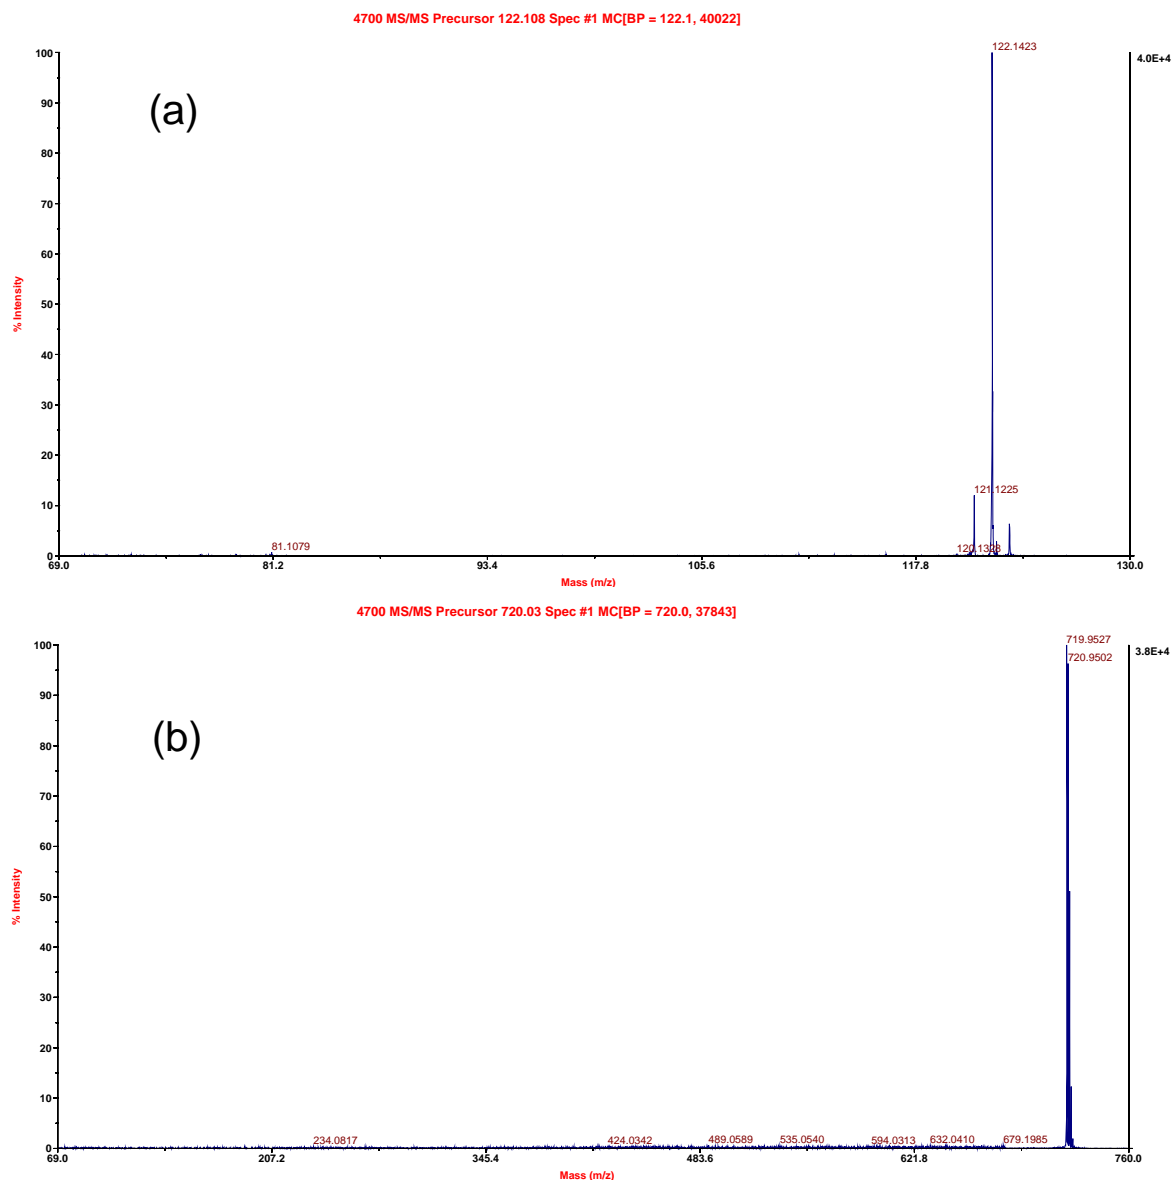 4700 MS/MS Precursor 122.108 Spec #1 MC[BP = 122.1, 40022]
122.1423
100
4.0E+4
(a)
90
80
70
60
50
% Intensity
40
30
20
121.1225
10
81.1079
120.1323
0
69.0 81.2 93.4 105.6 117.8 130.0
Mass (m/z)
4700 MS/MS Precursor 720.03 Spec #1 MC[BP = 720.0, 37843]
719.9527
100
3.8E+4
720.9502
90
(b)
80
70
60
50
% Intensity
40
30
20
10
234.0817 424.0342 489.0589 535.0540 594.0313 632.0410 679.1985
0
69.0 207.2 345.4 483.6 621.8 760.0
Mass (m/z)